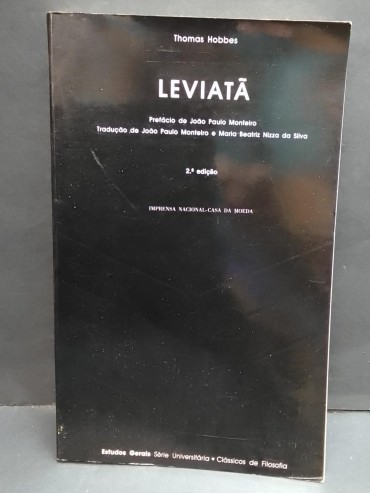 Thomas Hobbes
LEVIATÃ
Prefácio de João Paulo Monteiro
Tradução de João Paulo Monteiro e Maria Beatriz Nizza da Silva
2.ª edição
IMPRENSA NACIONAL-CASA DA MOEDA
Estudos Gerais Série Universitária • Clássicos de Filosofia